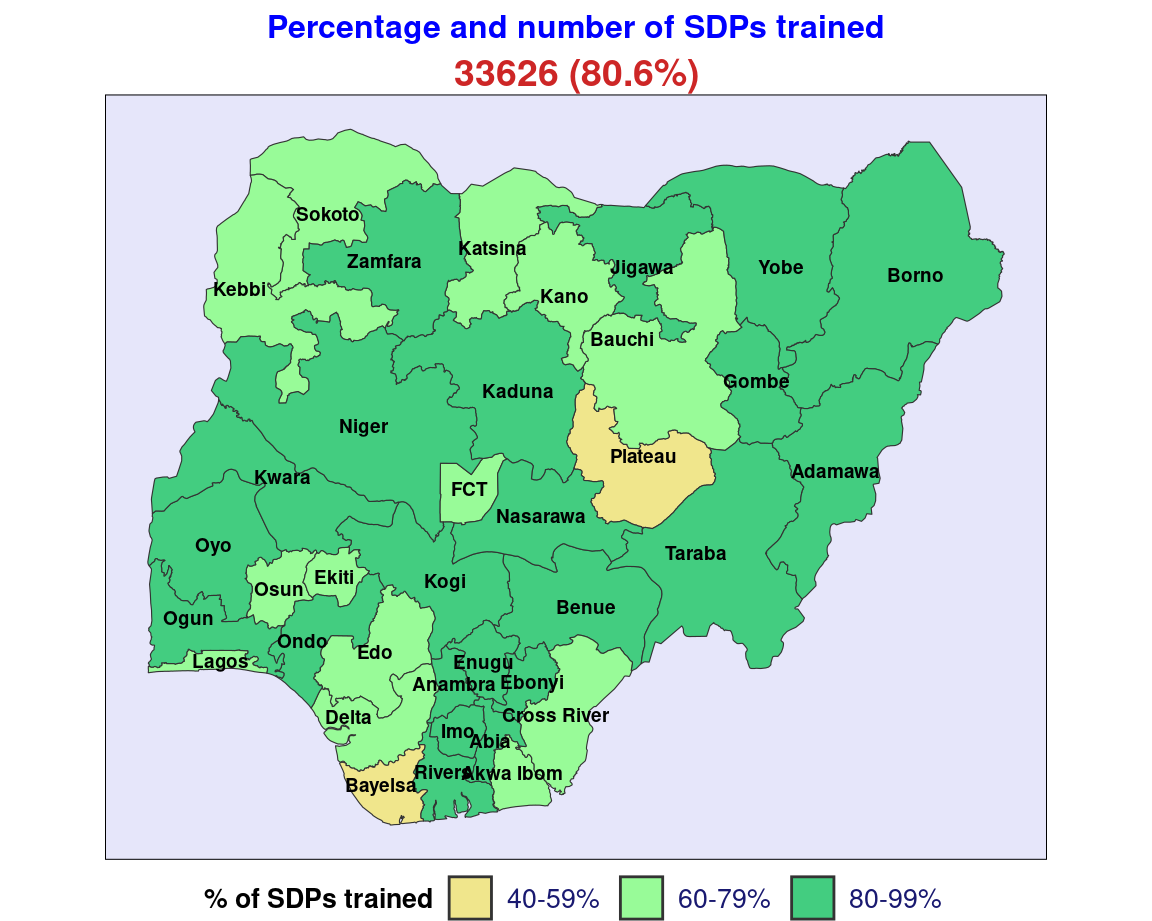 Percentage and number of SDPs trained
33626 (80.6%)
Sokoto
Katsina
Zamfara
Jigawa
Yobe
Borno
Kebbi
Kano
Bauchi
Gombe
Kaduna
Niger
Plateau
Adamawa
Kwara
FCT
Nasarawa
Oyo
Taraba
Osun
Ekiti
Kogi
Benue
Ogun
Ondo
Edo
Lagos
Enugu
Anambra
Ebonyi
Delta
Cross River
Imo
Abia
Rivers
Akwa Ibom
Bayelsa
% of SDPs trained
40-59%
60-79%
80-99%